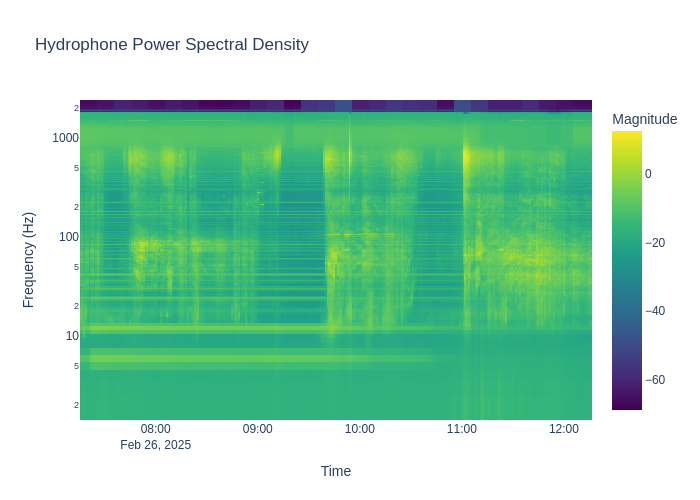 Hydrophone Power Spectral Density
Magnitude
2
1000
5
2
100
5
2
10
5
2
0
−20
−40
−60
Frequency (Hz)
08:00 09:00 10:00 11:00 12:00
Feb 26, 2025
Time